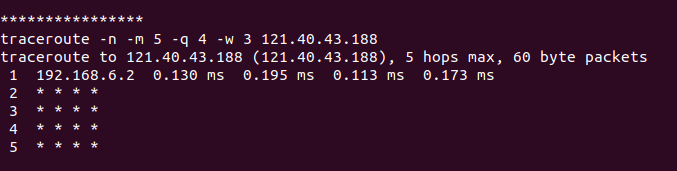 ****************
traceroute -n -m 5 -q 4 -w 3 121.40.43.188
traceroute to 121.40.43.188 (121.40.43.188), 5 hops max, 60 byte packets
 1  192.168.6.2  0.130 ms  0.195 ms  0.113 ms  0.173 ms
 2  * * * *
 3  * * * *
 4  * * * *
 5  * * * *